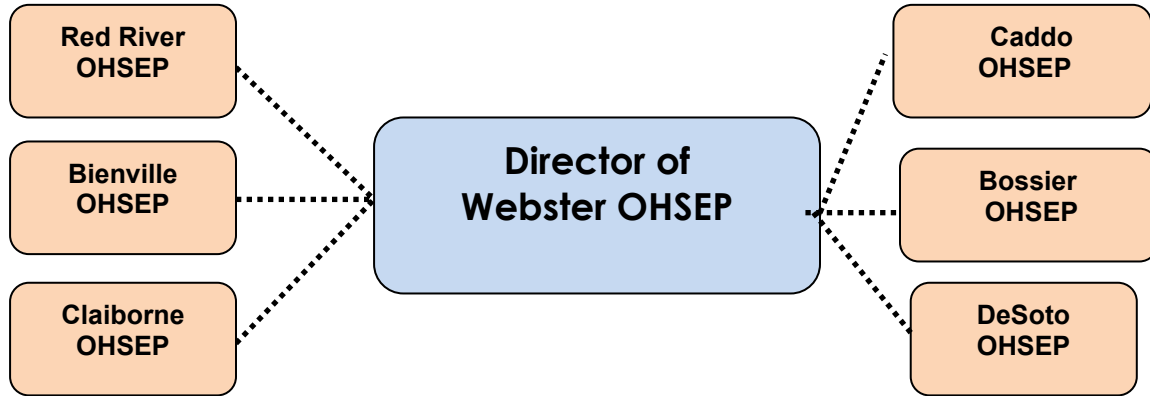 Red River
OHSEP
Bienville
OHSEP
Claiborne
OHSEP
Director of
Webster OHSEP
Caddo
OHSEP
Bossier
OHSEP
DeSoto
OHSEP